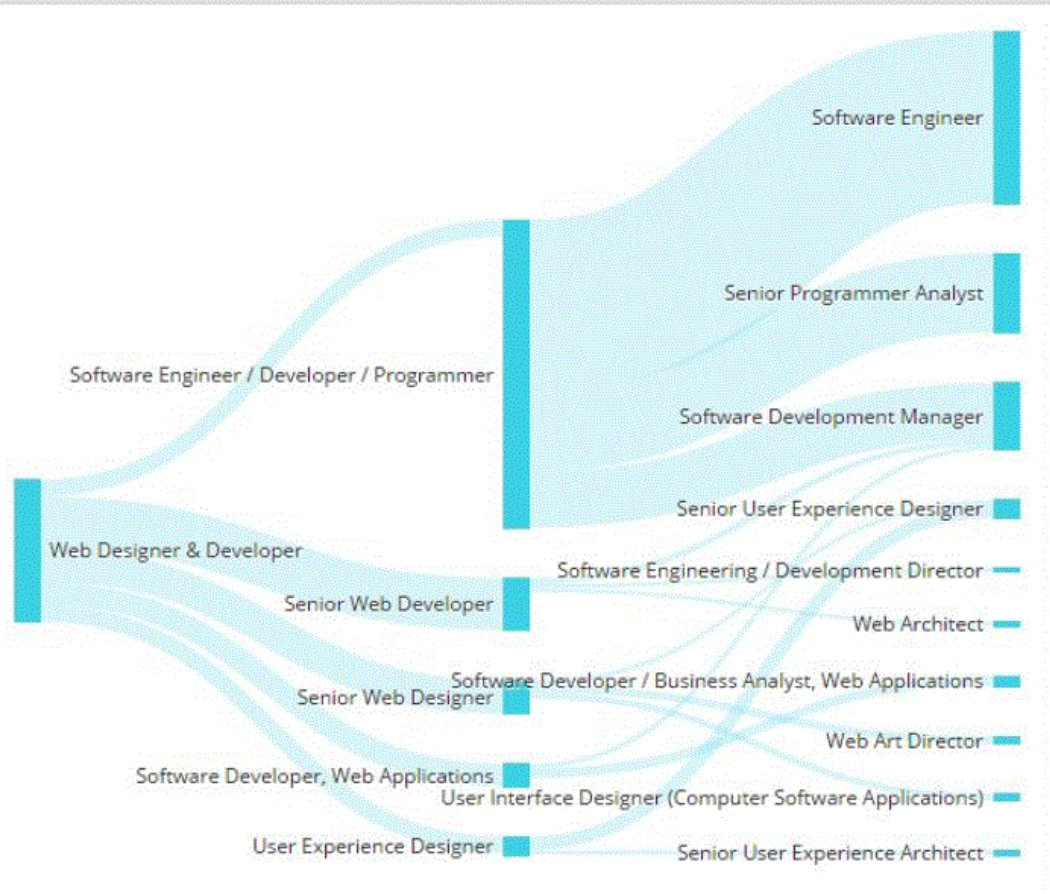 Software Engineer
Senior Programmer Analyst
Software Engineer / Developer / Programmer
Software Development Manager
Senior User Experience Designer
Web Designer & Developer
Software Engineering / Development Director
Senior Web Developer
Web Architect
Software Developer / Business Analyst, Web Applications
Senior Web Designer
Web Art Director
Software Developer, Web Applications
User Interface Designer (Computer Software Applications)
User Experience Designer
Senior User Experience Architect